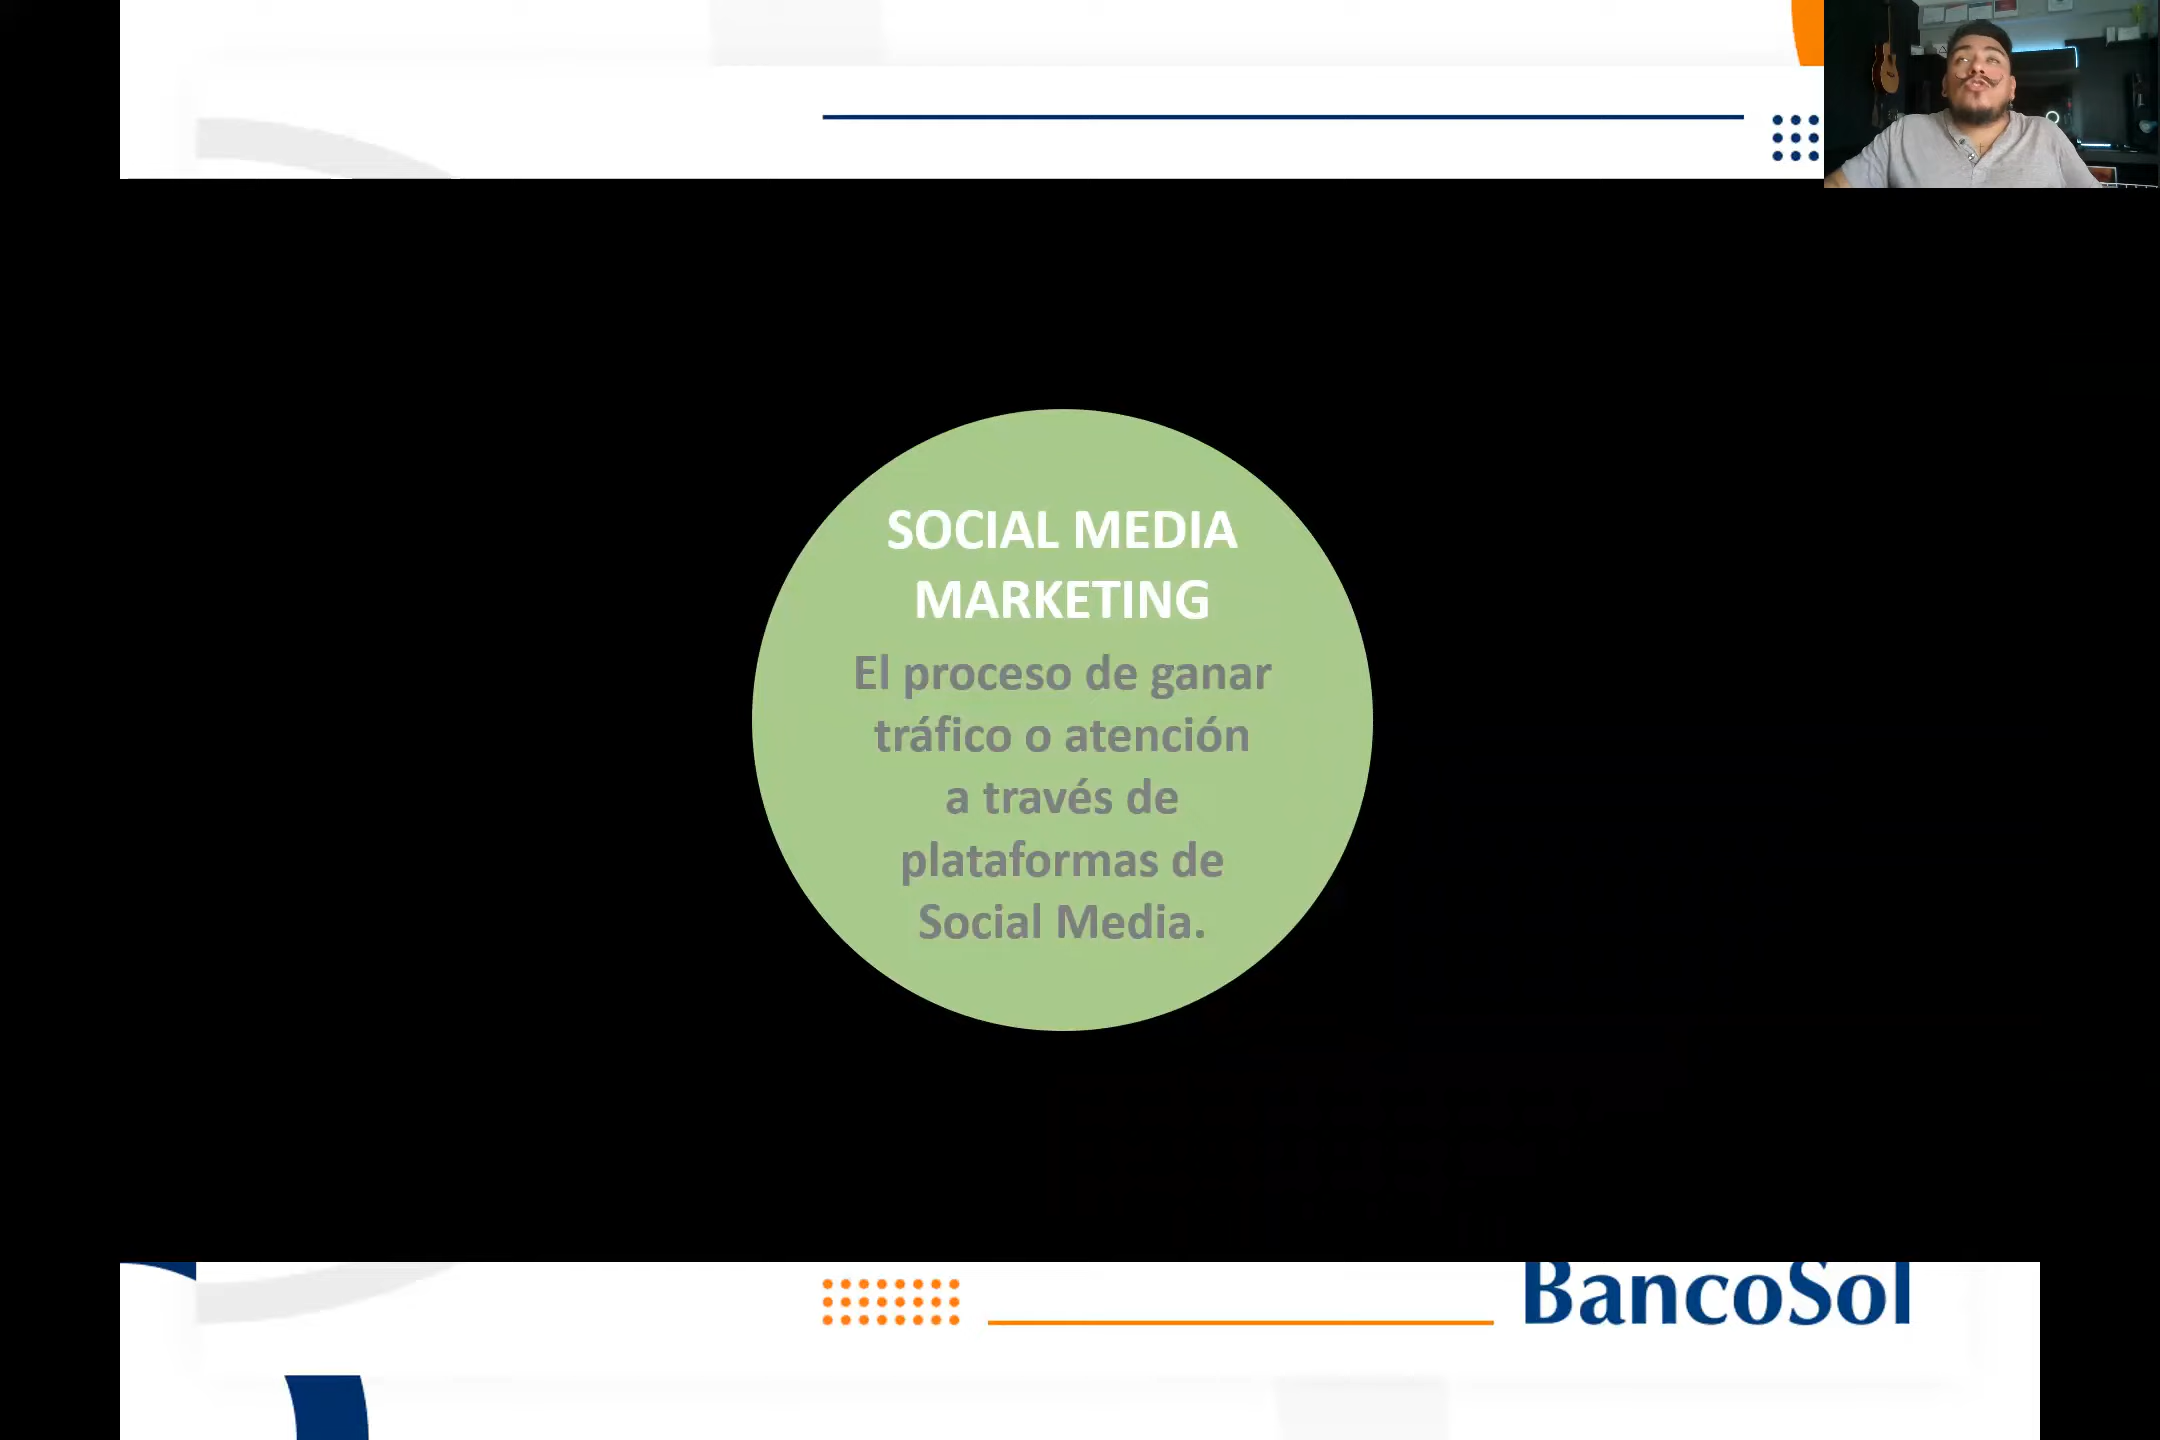 SOCIAL MEDIA
MARKETING
El proceso de ganar
tráfico o atención
a través de
plataformas de
Social Media.
BancoSol